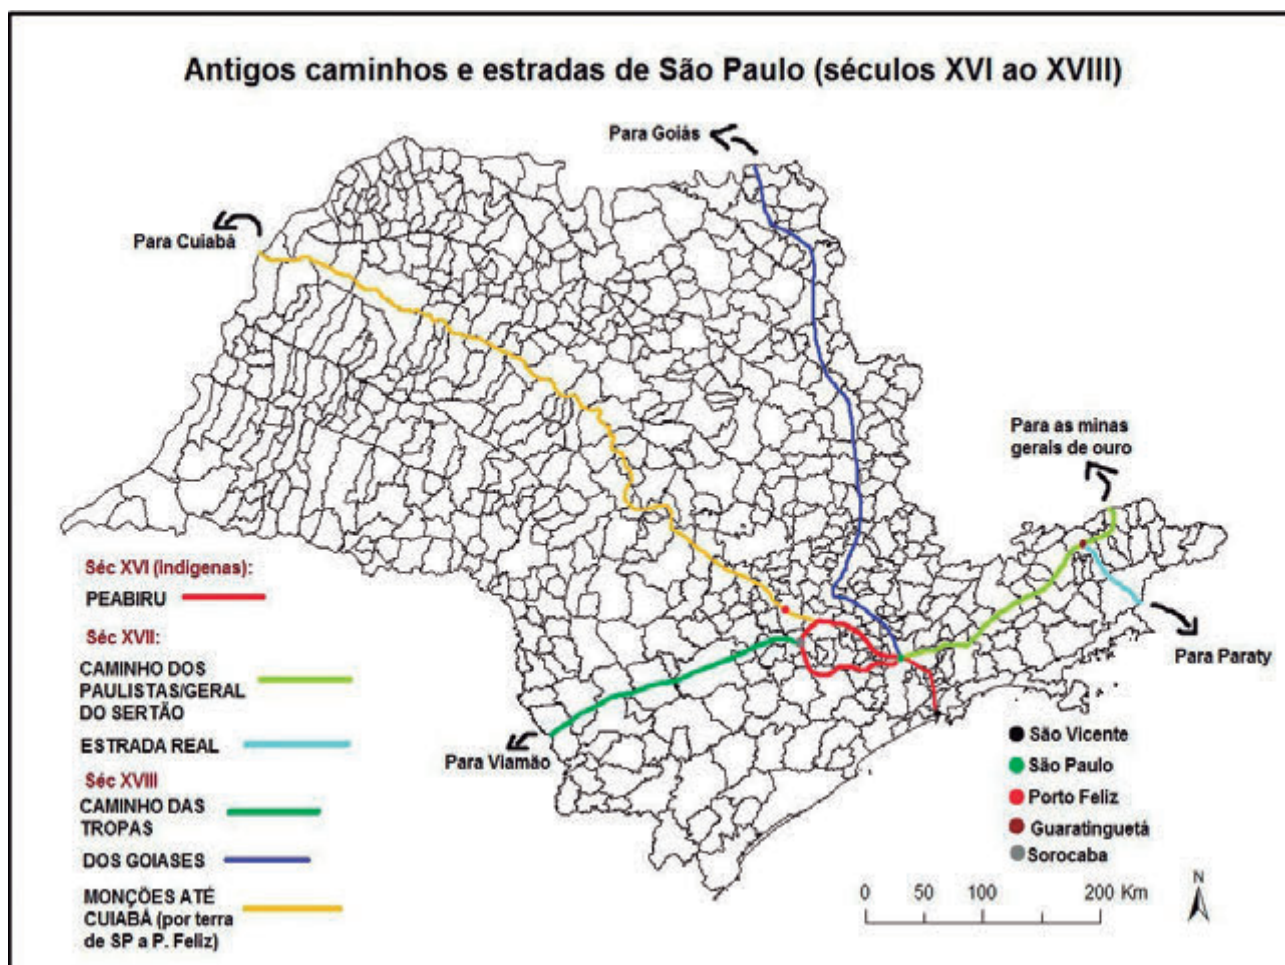 Antigos caminhos e estradas de São Paulo (séculos XVI ao XVIII)
Para Goiás
Para Cuiabá
Para as minas
gerais de ouro
Para Paraty
Para Viamão
Séc XVI (indígenas):
PEABIRU
Séc XVII:
CAMINHO DOS
PAULISTAS/GERAL
DO SERTÃO
ESTRADA REAL
Séc XVIII
CAMINHO DAS
TROPAS
DOS GOIASES
MONÇÕES ATÉ
CUIABÁ (por terra
de SP a P. Feliz)
São Vicente
São Paulo
Porto Feliz
Guaratinguetá
Sorocaba
0 50 100 200 Km
N